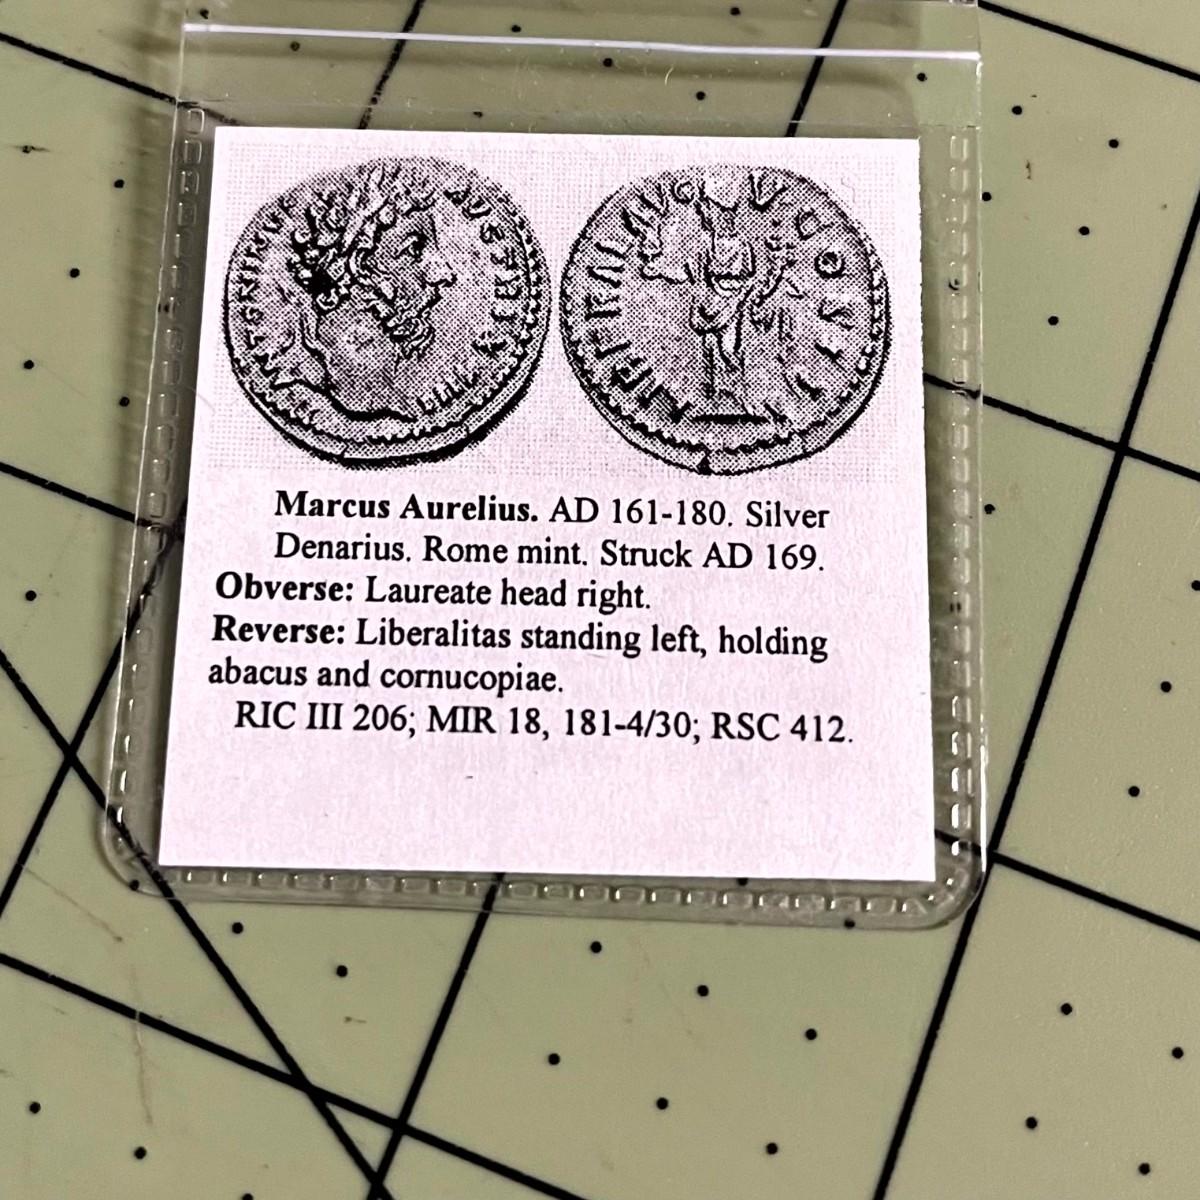 Marcus Aurelius. AD 161-180. Silver
Denarius. Rome mint. Struck AD 169.
Obverse: Laureate head right.
Reverse: Liberalitas standing left, holding
abacus and cornucopiae.
RIC III 206; MIR 18, 181-4/30; RSC 412.